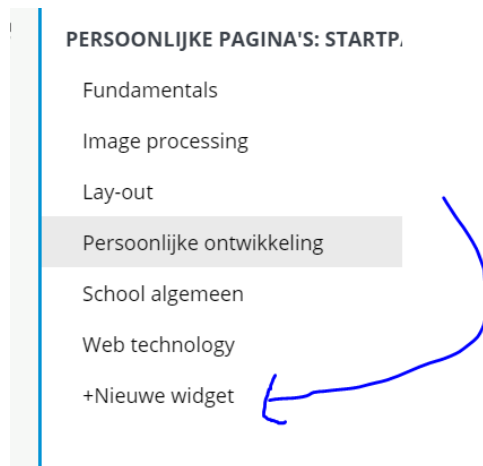 PERSOONLIJKE PAGINA'S: STARTP
Fundamentals
Image processing
Lay-out
Persoonlijke ontwikkeling
School algemeen
Web technology
+Nieuwe widget